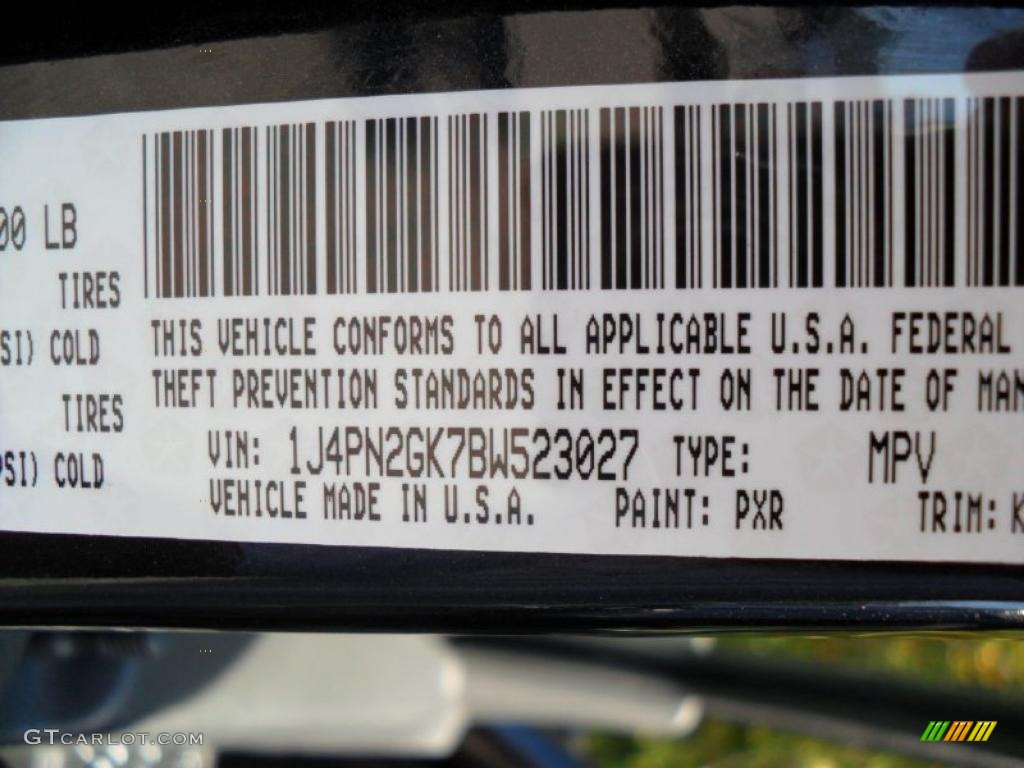 00 LB
TIRES
SI) COLD
TIRES
PSI) COLD
THIS VEHICLE CONFORMS TO ALL APPLICABLE U.S.A. FEDERAL
THEFT PREVENTION STANDARDS IN EFFECT ON THE DATE OF MAN
VIN: 1J4PN2GK7BW523027 TYPE: MPV
VEHICLE MADE IN U.S.A. PAINT: PXR TRIM: K
GTCARLOT.COM